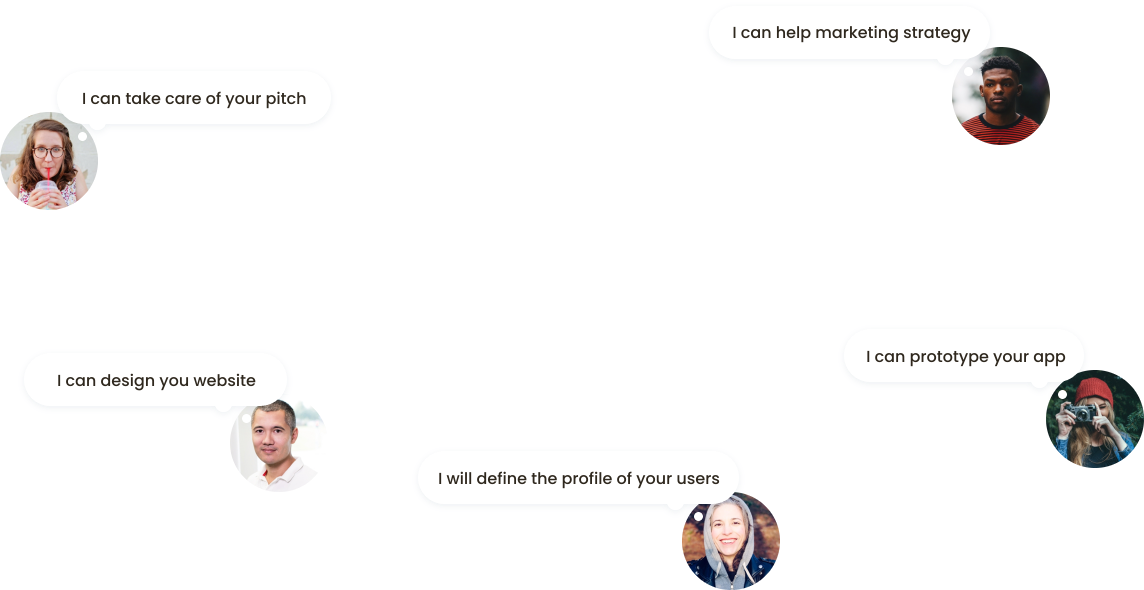 I can help marketing strategy
I can take care of your pitch
I can prototype your app
I can design you website
I will define the profile of your users